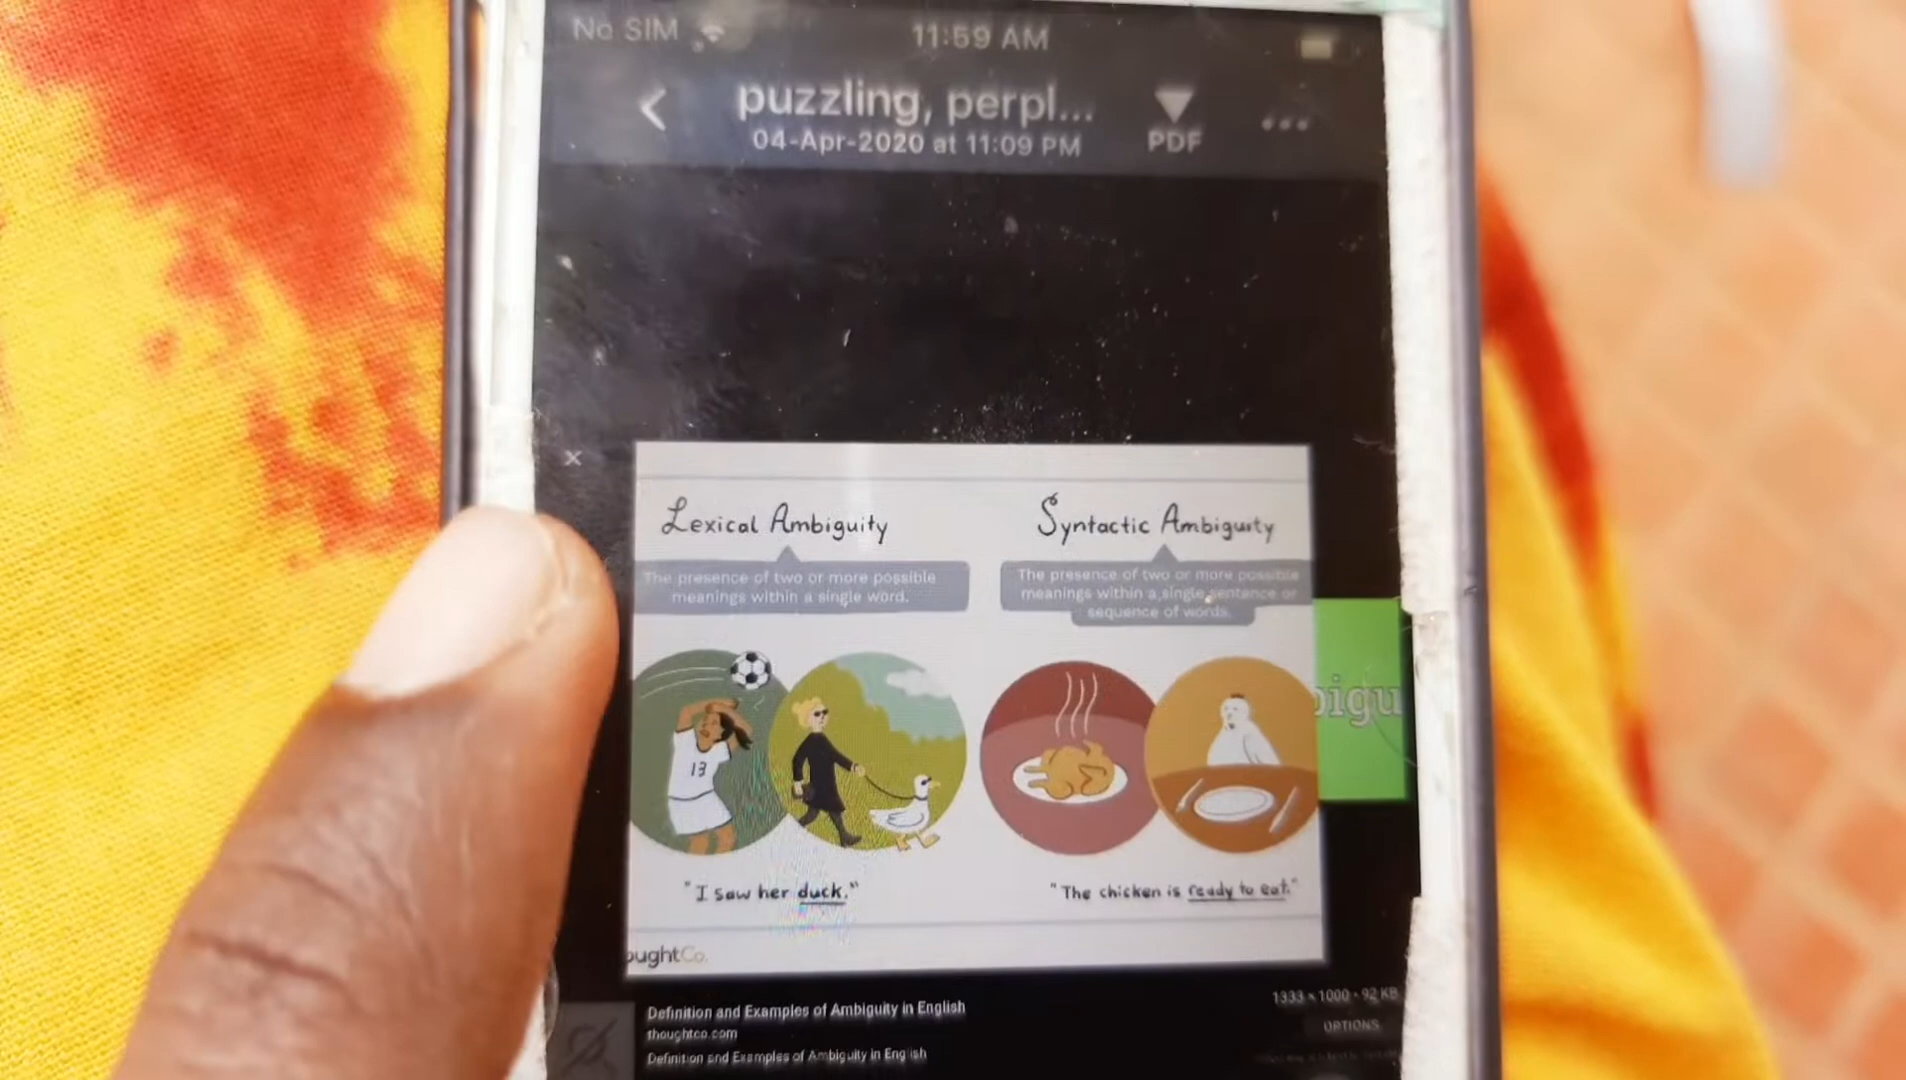 No SIM 11:59 AM
puzzling, perpl...
04-Apr-2020 at 11:09 PM
PDF
Lexical Ambiguity
The presence of two or more possible
meanings within a single word.
13
"I saw her duck."
Syntactic Ambiguity
The presence of two or more possible
meanings within a single sentence or
sequence of words.
"The chicken is ready to eat."
bigu
oughtCo.
Definition and Examples of Ambiguity in English
1333 × 1000 • 92 KB
thoughtco.com
OPTIONS
Definition and Examples of Ambiguity in English